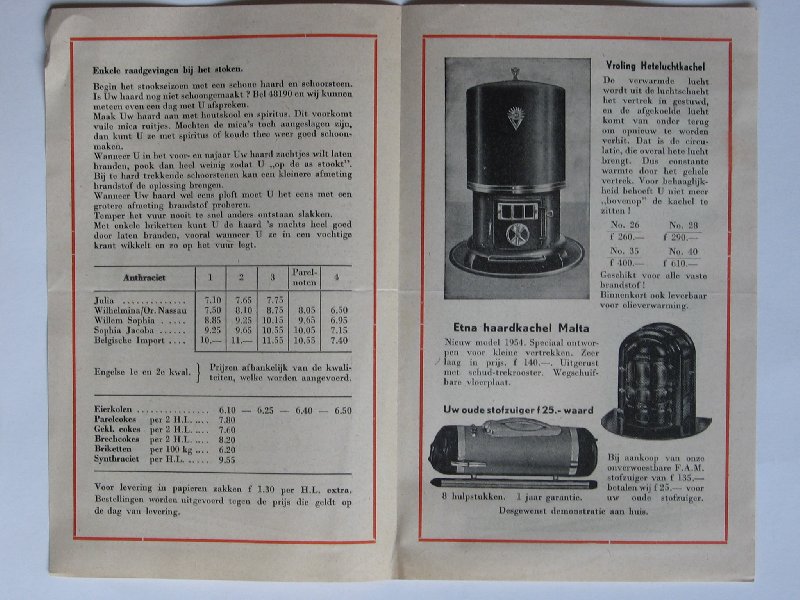 Enkele raadgevingen bij het stoken.
Begin het stookseizoen met een schone haard en schoorsteen.
Is Uw haard nog niet schoongemaakt? Bel 48190 en wij kunnen
meteen even een dag met U afspreken.
Maak Uw haard aan met houtskool en spiritus. Dit voorkomt
vuile mica ruitjes. Mochten de mica's toch aangeslagen zijn,
dan kunt U ze met spiritus of koude thee weer goed schoon-
maken.
Wanneer U in het voor- en najaar Uw haard zachtjes wilt laten
branden, pook dan heel weinig zodat U „op de as stookt".
Bij te hard trekkende schoorstenen kan een kleinere afmeting
brandstof de oplossing brengen.
Wanneer Uw haard wel eens ploft moet U het eens met een
grotere afmeting brandstof proberen.
Temper het vuur nooit te snel anders ontstaan slakken.
Met enkele briketten kunt U de haard 's nachts heel goed
door laten branden, vooral wanneer U ze in een vochtige
krant wikkelt en zo op het vuur legt.
Anthraciet 1 2 3 Parel-noten 4
Julia .............. 7.10 7.65 7.75
Wilhelmina/Or. Nassau 7.50 8.10 8.75 8.05 6.50
Willem Sophia ..... 8.85 9.25 10.15 9.65 6.95
Sophia Jacoba ...... 9.25 9.65 10.55 10.05 7.15
Belgische Import .... 10.— 11.— 11.55 10.55 7.40
Engelse 1e en 2e kwal. } Prijzen afhankelijk van de kwali-
teiten, welke worden aangevoerd.
Eierkolen ................ 6.10 — 6.25 — 6.40 — 6.50
Parelcokes per 2 H.L. .... 7.80
Gekl. cokes per 2 H.L. .... 7.60
Brechcokes per 2 H.L. .... 8.20
Briketten per 100 kg .... 6.20
Synthraciet per H.L. ..... 9.55
Voor levering in papieren zakken f 1.30 per H.L. extra.
Bestellingen worden uitgevoerd tegen de prijs die geldt op
de dag van levering.
Vroling Heteluchtkachel
De verwarmde lucht
wordt uit de luchtschacht
het vertrek in gestuwd,
en de afgekoelde lucht
komt van onder terug
om opnieuw te worden
verhit. Dat is de circu-
latie, die overal hete lucht
brengt. Dus constante
warmte door het gehele
vertrek. Voor behaaglijk-
heid behoeft U niet meer
„bovenop" de kachel te
zitten!
No. 26 No. 28
f 260.— f 290.—
No. 35 No. 40
f 400.— f 610.—
Geschikt voor alle vaste
brandstof!
Binnenkort ook leverbaar
voor olieverwarming.
Etna haardkachel Malta
Nieuw model 1954. Speciaal ontwor-
pen voor kleine vertrekken. Zeer
laag in prijs. f 140.—. Uitgerust
met schud-trekrooster. Wegschuif-
bare vloerplaat.
Uw oude stofzuiger f 25.- waard
8 hulpstukken. 1 jaar garantie.
Bij aankoop van onze
onverwoestbare F.A.M.
stofzuiger van f 135.—
betalen wij f 25.— voor
uw oude stofzuiger.
Desgewenst demonstratie aan huis.